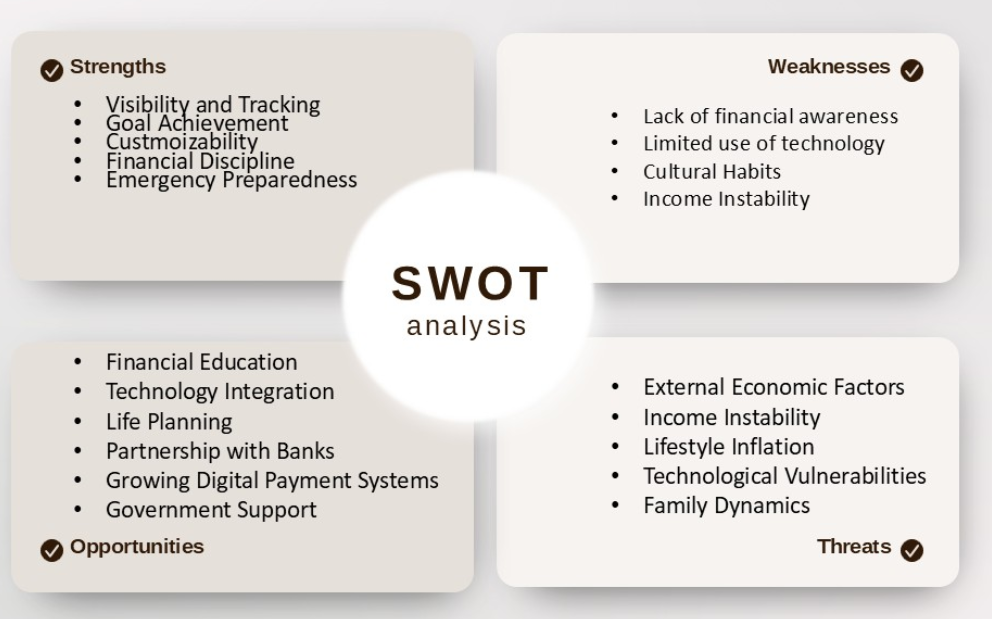 Strengths
• Visibility and Tracking
• Goal Achievement
• Custmoizability
• Financial Discipline
• Emergency Preparedness
Weaknesses
• Lack of financial awareness
• Limited use of technology
• Cultural Habits
• Income Instability
SWOT
analysis
• Financial Education
• Technology Integration
• Life Planning
• Partnership with Banks
• Growing Digital Payment Systems
• Government Support
Opportunities
• External Economic Factors
• Income Instability
• Lifestyle Inflation
• Technological Vulnerabilities
• Family Dynamics
Threats